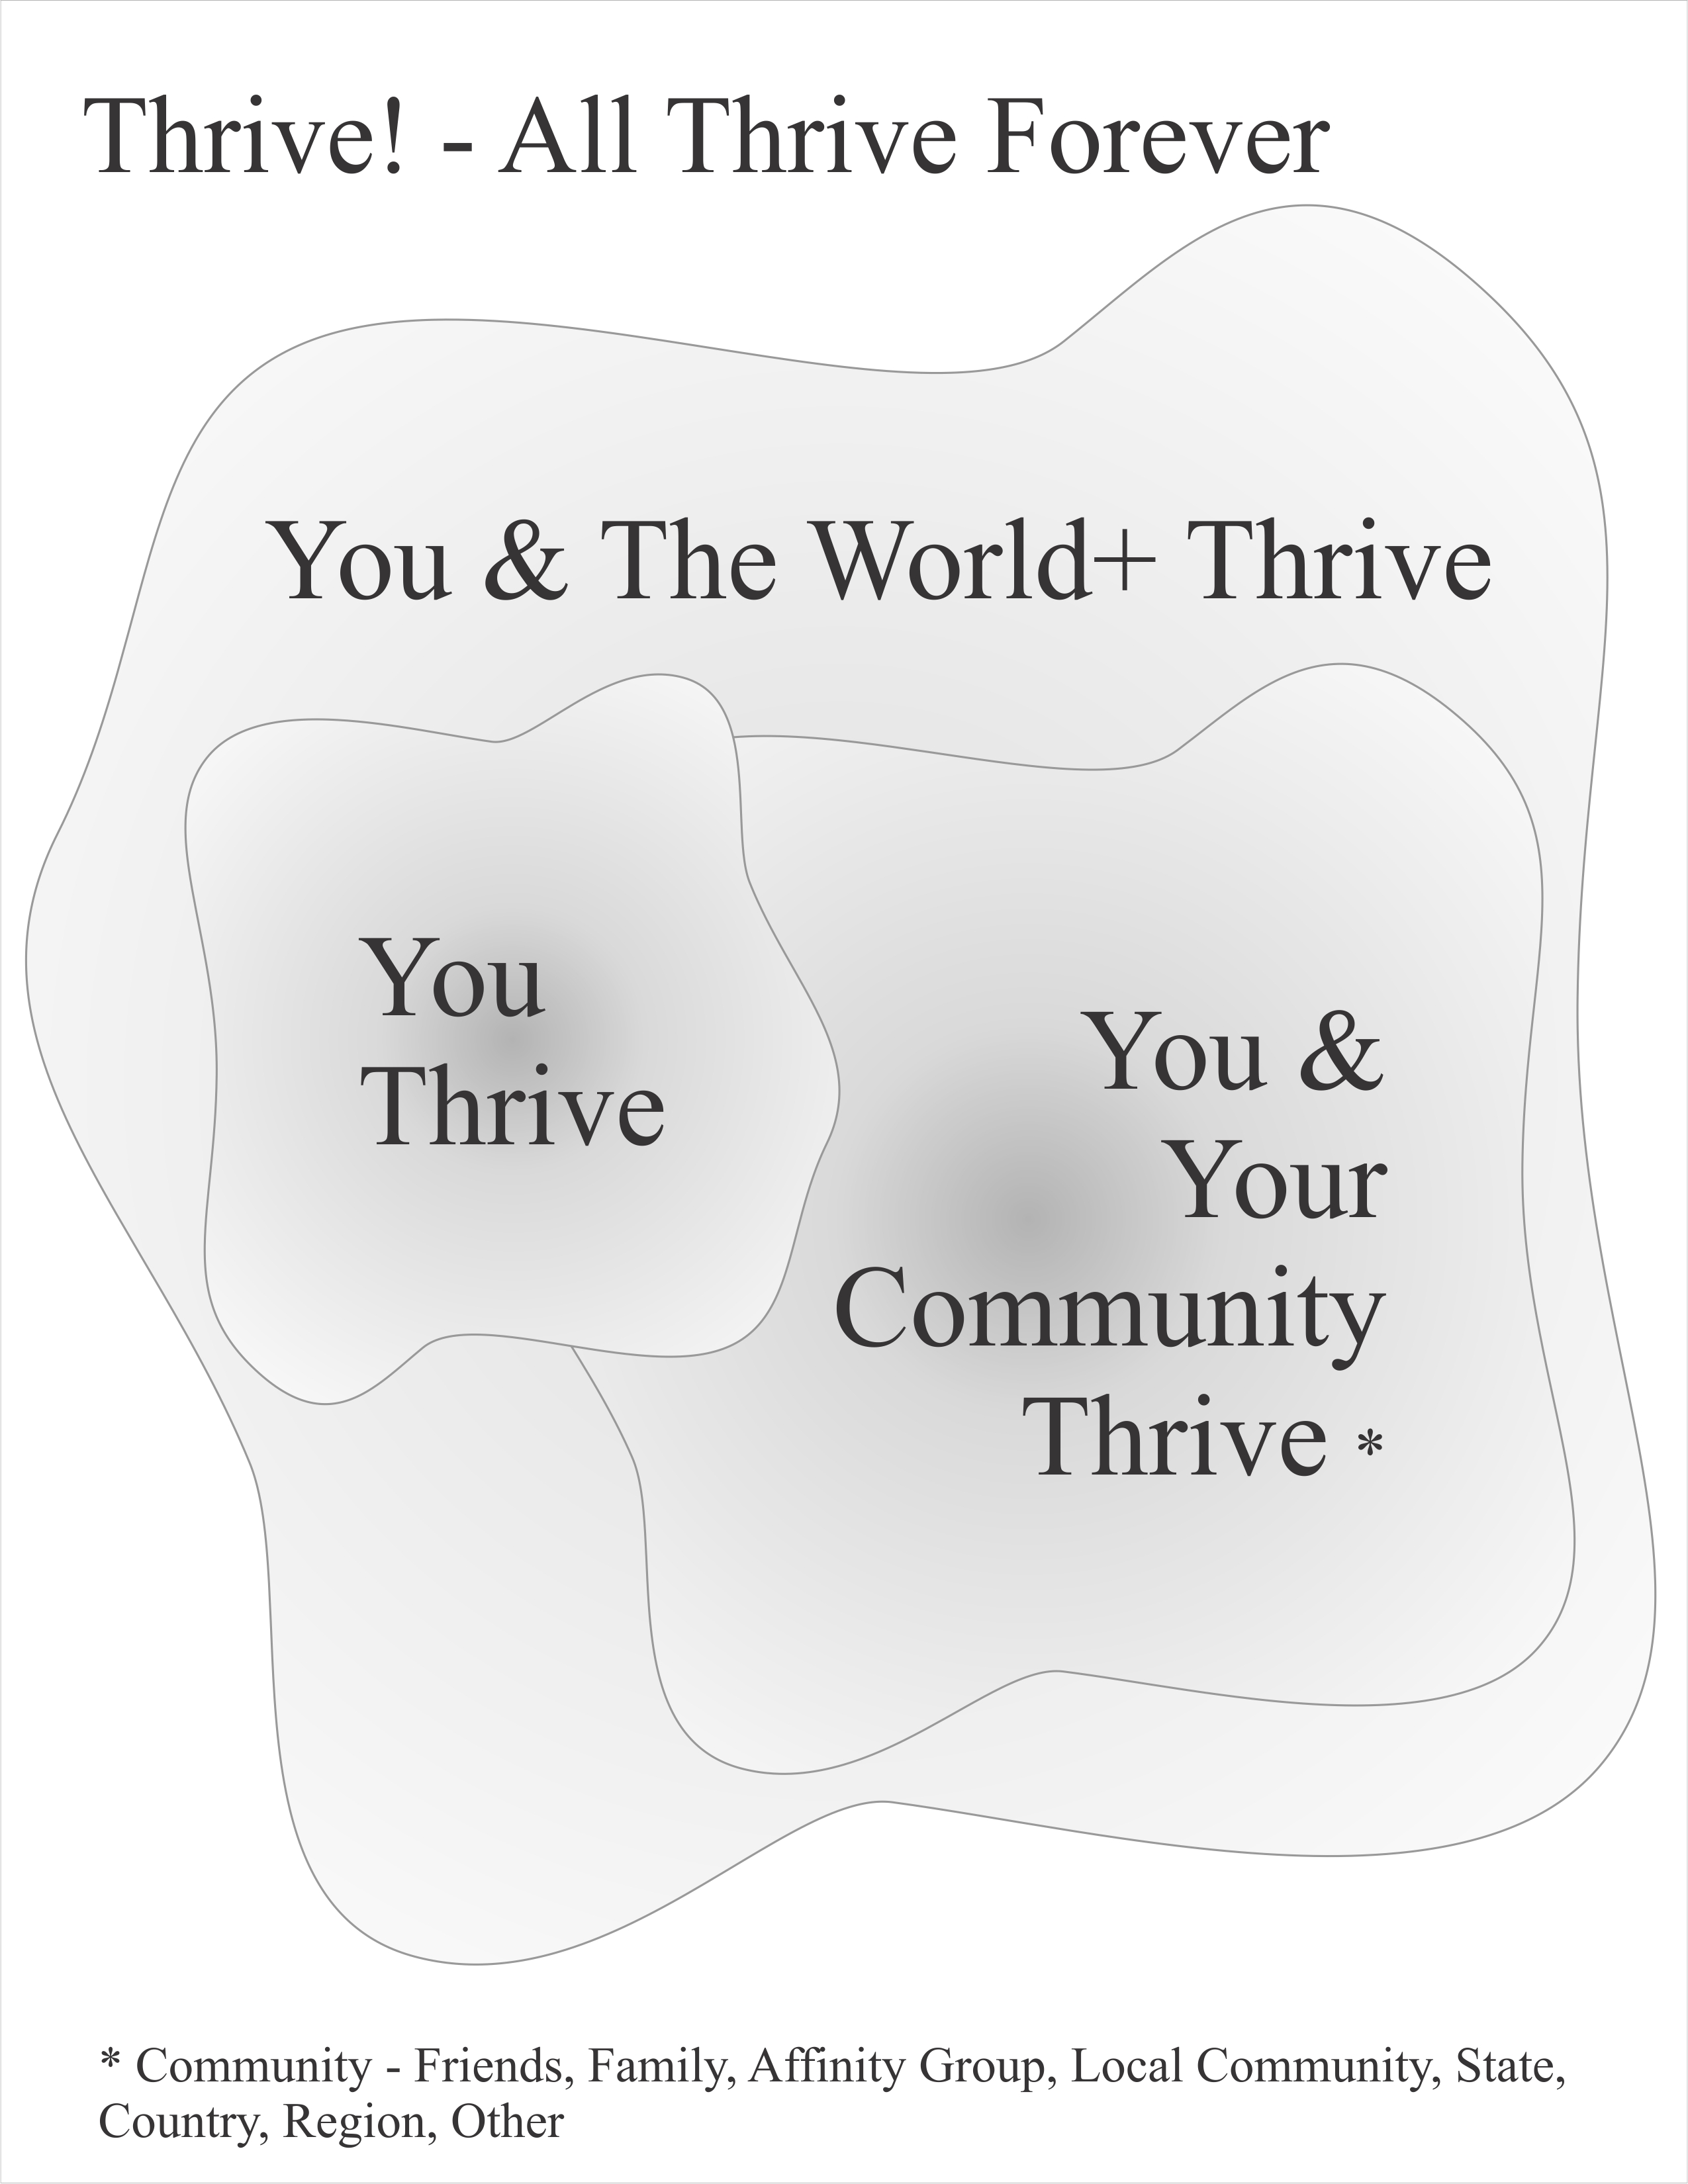 Thrive! - All Thrive Forever
You & The World+ Thrive
You
Thrive
You &
Your
Community
Thrive *
* Community - Friends, Family, Affinity Group, Local Community, State,
Country, Region, Other